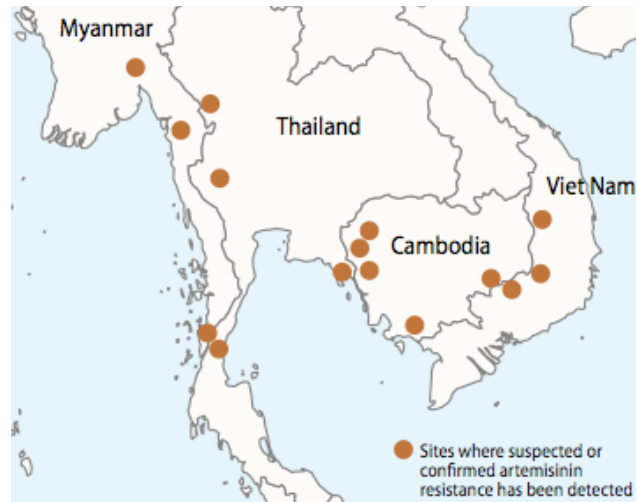 Myanmar
Thailand
Viet Nam
Cambodia
Sites where suspected or
confirmed artemisinin
resistance has been detected